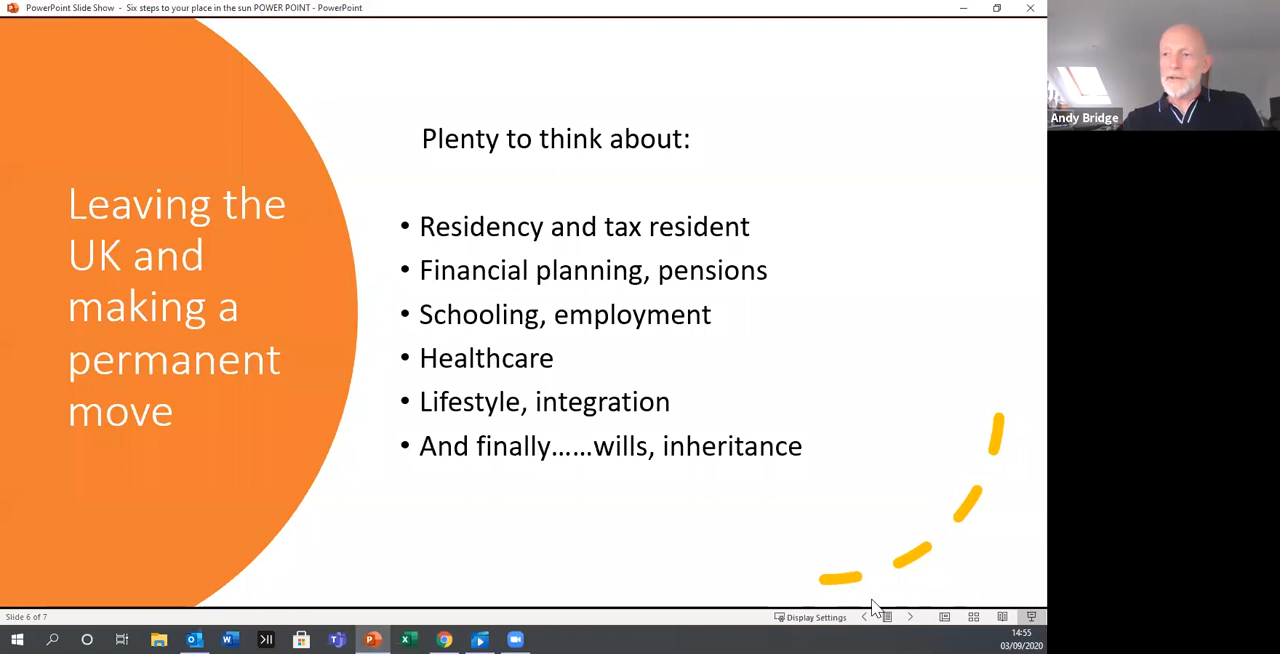 PowerPoint Slide Show - Six steps to your place in the sun POWER POINT - PowerPoint
Andy Bridge
Leaving the
UK and
making a
permanent
move
Plenty to think about:
• Residency and tax resident
• Financial planning, pensions
• Schooling, employment
• Healthcare
• Lifestyle, integration
• And finally......wills, inheritance
Slide 6 of 7
Display Settings
14:55
03/09/2020